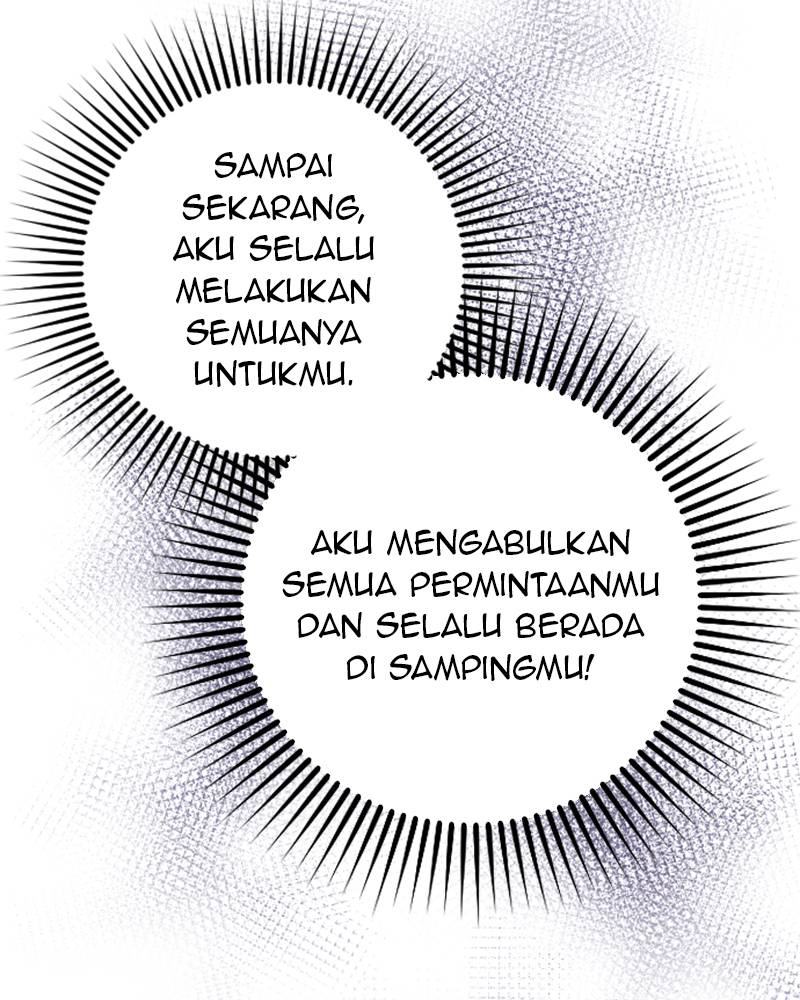 SAMPAI
SEKARANG,
AKU SELALU
MELAKUKAN
SEMUANYA
UNTUKMU.
AKU MENGABULKAN
SEMUA PERMINTAANMU
DAN SELALU BERADA
DI SAMPINGMU!